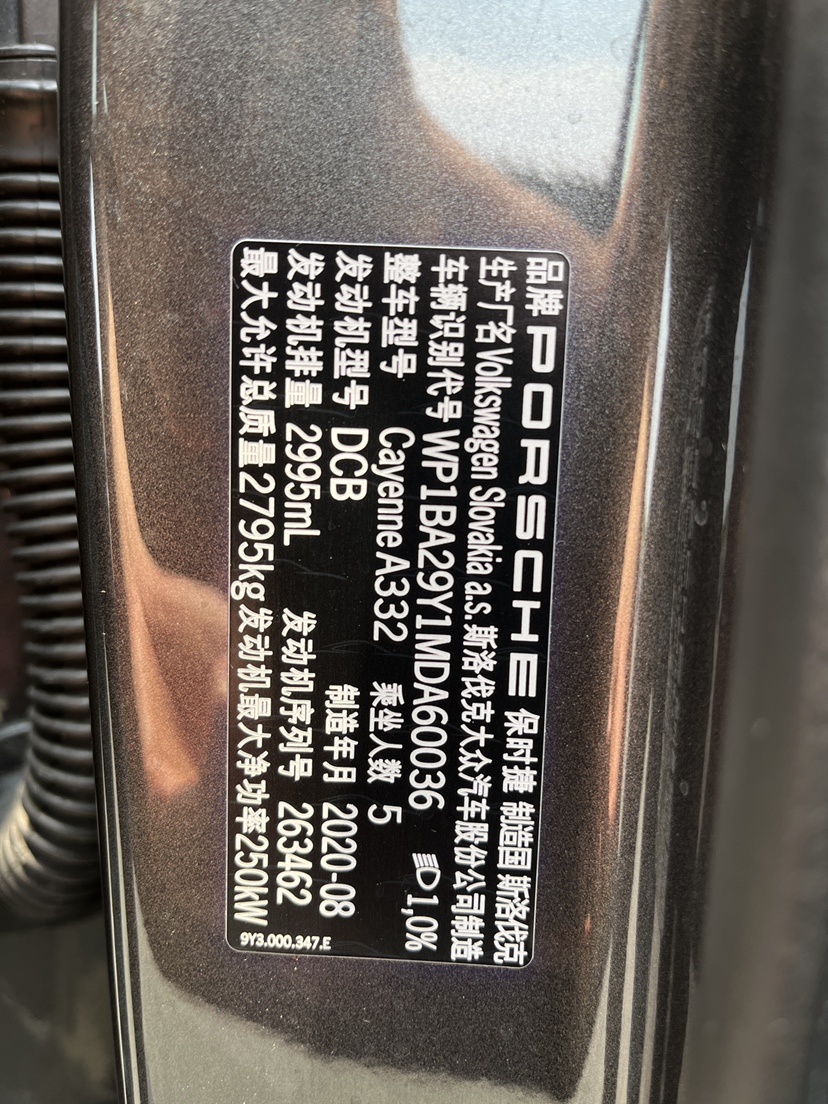 品牌 PORSCHE 保时捷 制造国 斯洛伐克
生产厂名 Volkswagen Slovakia a.s. 斯洛伐克大众汽车股份公司制造
车辆识别代号 WP1BA29Y1MDA60036 1,0%
整车型号 Cayenne A332 乘坐人数 5
发动机型号 DCB 制造年月 2020-08
发动机排量 2995mL 发动机序列号 263462
最大允许总质量 2795kg 发动机最大净功率 250KW
9Y3.000.347.E